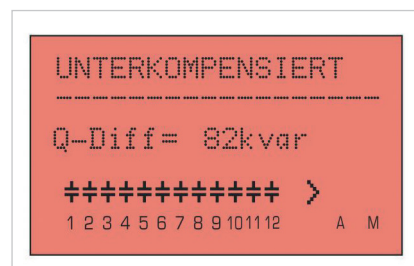 UNTERKOMPENSIERT
Q-Diff= 82kvar
1 2 3 4 5 6 7 8 9 10 11 12 A M